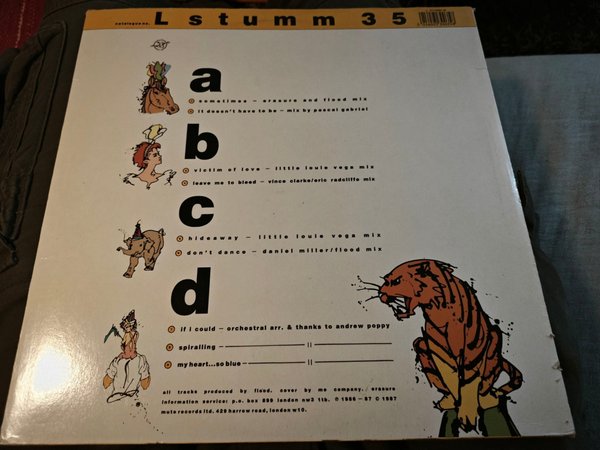 catalogue no. L stumm 35
a
sometimes – erasure and flood mix
it doesn't have to be – mix by pascal gabriel
b
victim of love – little louie vega mix
leave me to bleed – vince clarke/eric radcliffe mix
c
hideaway – little louie vega mix
don't dance – daniel miller/flood mix
d
if i could – orchestral arr. & thanks to andrew poppy
spiralling ——— " ———
my heart...so blue ——— " ———
all tracks produced by flood. cover by me company. / erasure
information service: p.o. box 899 london nw3 1lb. ℗ 1986 – 87 © 1987
mute records ltd. 429 harrow road, london w10.